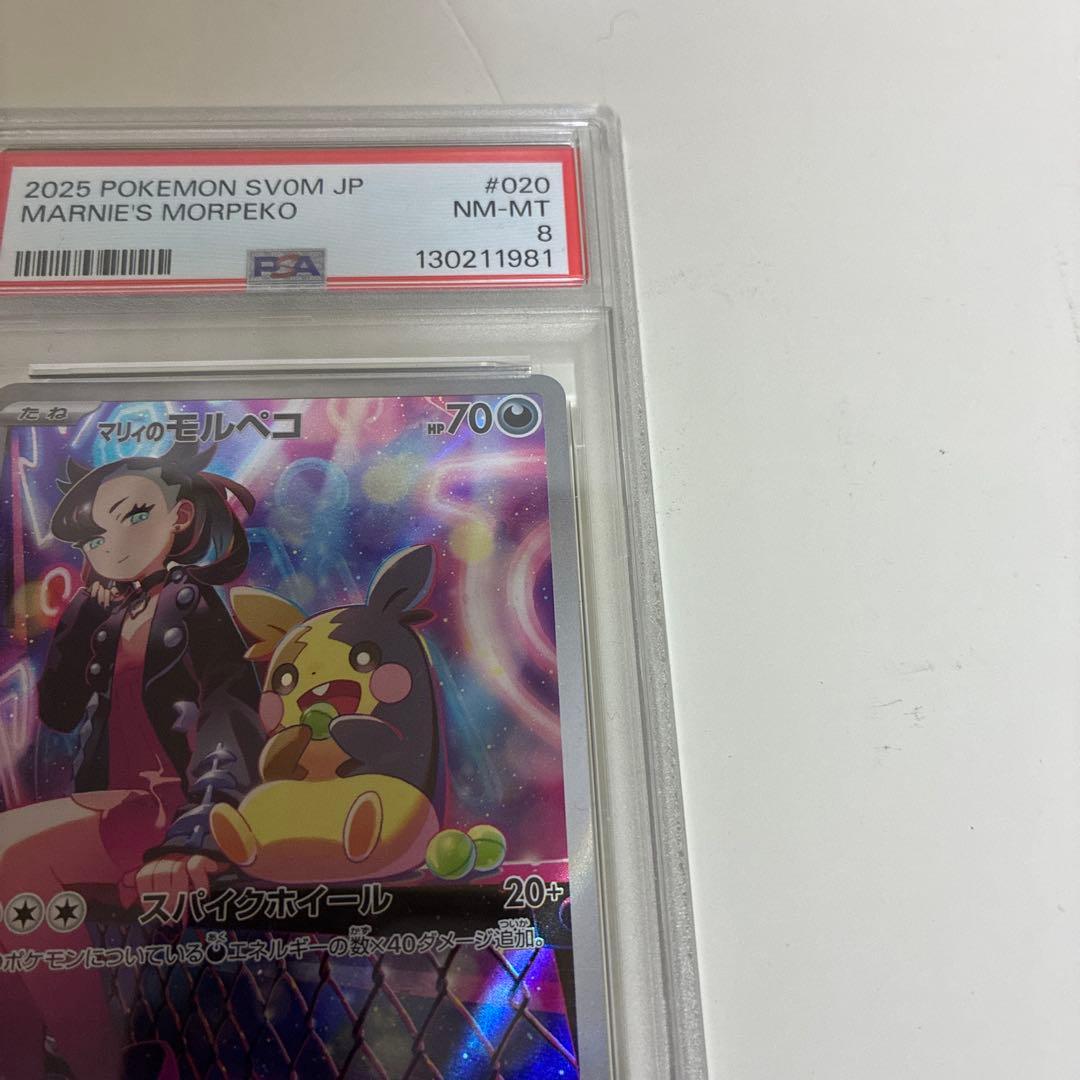 2025 POKEMON SV0M JP #020
MARNIE'S MORPEKO NM-MT
8
PSA 130211981
たね マリィのモルペコ HP70
スパイクホイール 20+
ポケモンについているエネルギーの数×40ダメージ追加。